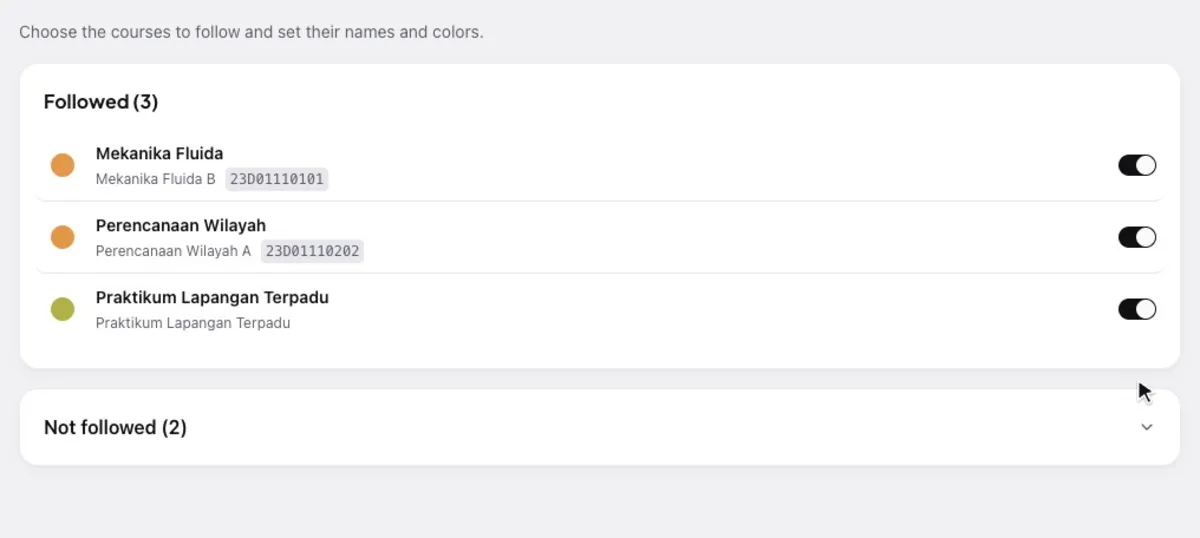 Choose the courses to follow and set their names and colors.
Followed (3)
Mekanika Fluida
Mekanika Fluida B 23D01110101
Perencanaan Wilayah
Perencanaan Wilayah A 23D01110202
Praktikum Lapangan Terpadu
Praktikum Lapangan Terpadu
Not followed (2)